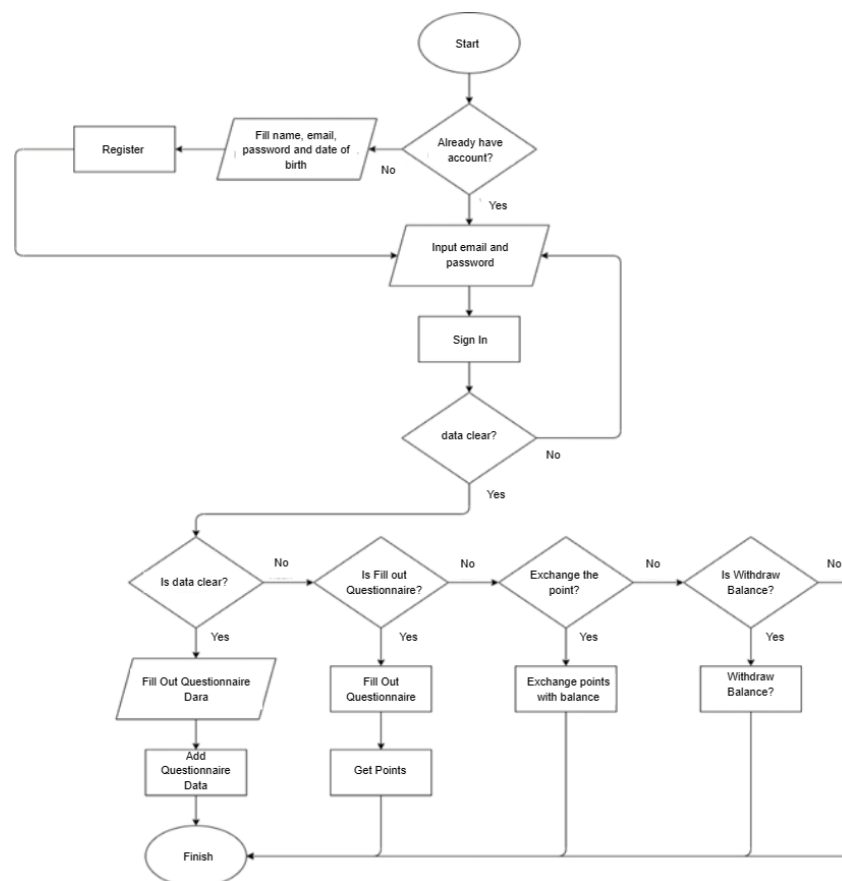 Start
Already have
account?
No
Fill name, email,
password and date of
birth
Register
Yes
Input email and
password
Sign In
data clear?
No
Yes
Is data clear?
No
Is Fill out
Questionnaire?
No
Exchange the
point?
No
Is Withdraw
Balance?
No
Yes
Yes
Yes
Yes
Fill Out Questionnaire
Dara
Fill Out
Questionnaire
Exchange points
with balance
Withdraw
Balance?
Add
Questionnaire
Data
Get Points
Finish